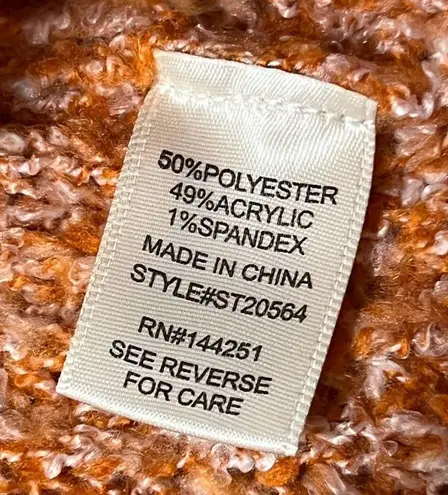 50%POLYESTER
49%ACRYLIC
1%SPANDEX
MADE IN CHINA
STYLE#ST20564
RN#144251
SEE REVERSE
FOR CARE